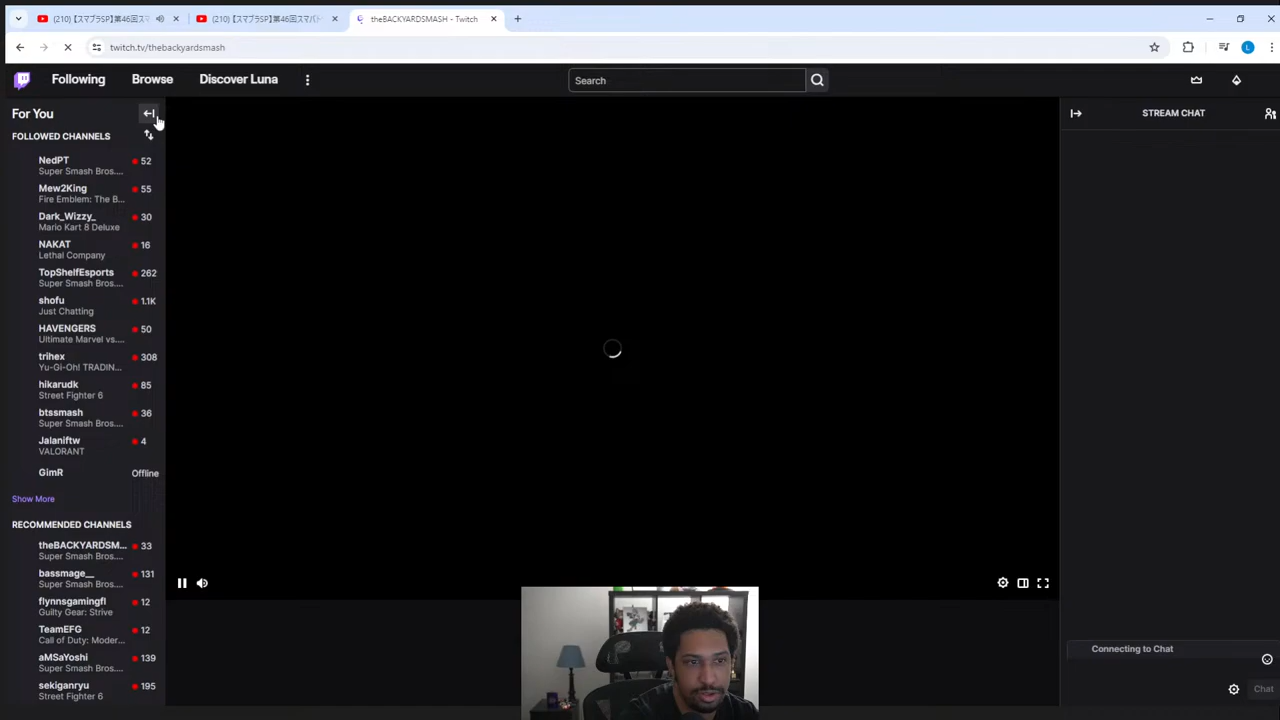 (210) 【スマブラSP】第46回スマ
(210) 【スマブラSP】第46回スマバト
theBACKYARDSMASH - Twitch
twitch.tv/thebackyardsmash
L
Following
Browse
Discover Luna
Search
For You
STREAM CHAT
FOLLOWED CHANNELS
NedPT
52
Super Smash Bros....
Mew2King
55
Fire Emblem: The B...
Dark_Wizzy_
30
Mario Kart 8 Deluxe
NAKAT
16
Lethal Company
TopShelfEsports
262
Super Smash Bros....
shofu
1.1K
Just Chatting
HAVENGERS
50
Ultimate Marvel vs....
trihex
308
Yu-Gi-Oh! TRADIN...
hikarudk
85
Street Fighter 6
btssmash
36
Super Smash Bros....
Jalaniftw
4
VALORANT
GimR
Offline
Show More
RECOMMENDED CHANNELS
theBACKYARDSM...
33
Super Smash Bros....
bassmage__
131
Super Smash Bros....
flynnsgamingfl
12
Guilty Gear: Strive
TeamEFG
12
Call of Duty: Moder...
aMSaYoshi
139
Super Smash Bros....
sekiganryu
195
Street Fighter 6
Connecting to Chat
Chat